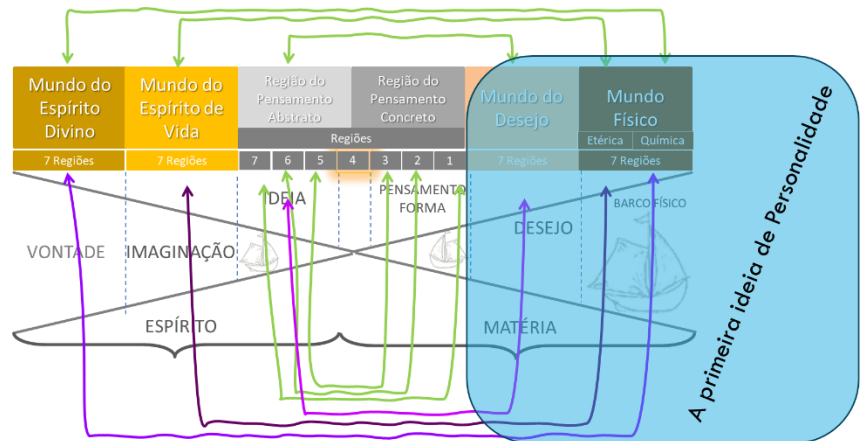 Mundo do
Espírito
Divino
Mundo do
Espírito de
Vida
Região do
Pensamento
Abstrato
Região do
Pensamento
Concreto
Mundo do
Desejo
Mundo
Físico
Regiões
Etérica
Química
7 Regiões
7 Regiões
7
6
5
4
3
2
1
7 Regiões
7 Regiões
IDEIA
PENSAMENTO
FORMA
BARCO FÍSICO
DESEJO
VONTADE
IMAGINAÇÃO
ESPÍRITO
MATÉRIA
A primeira ideia de Personalidade